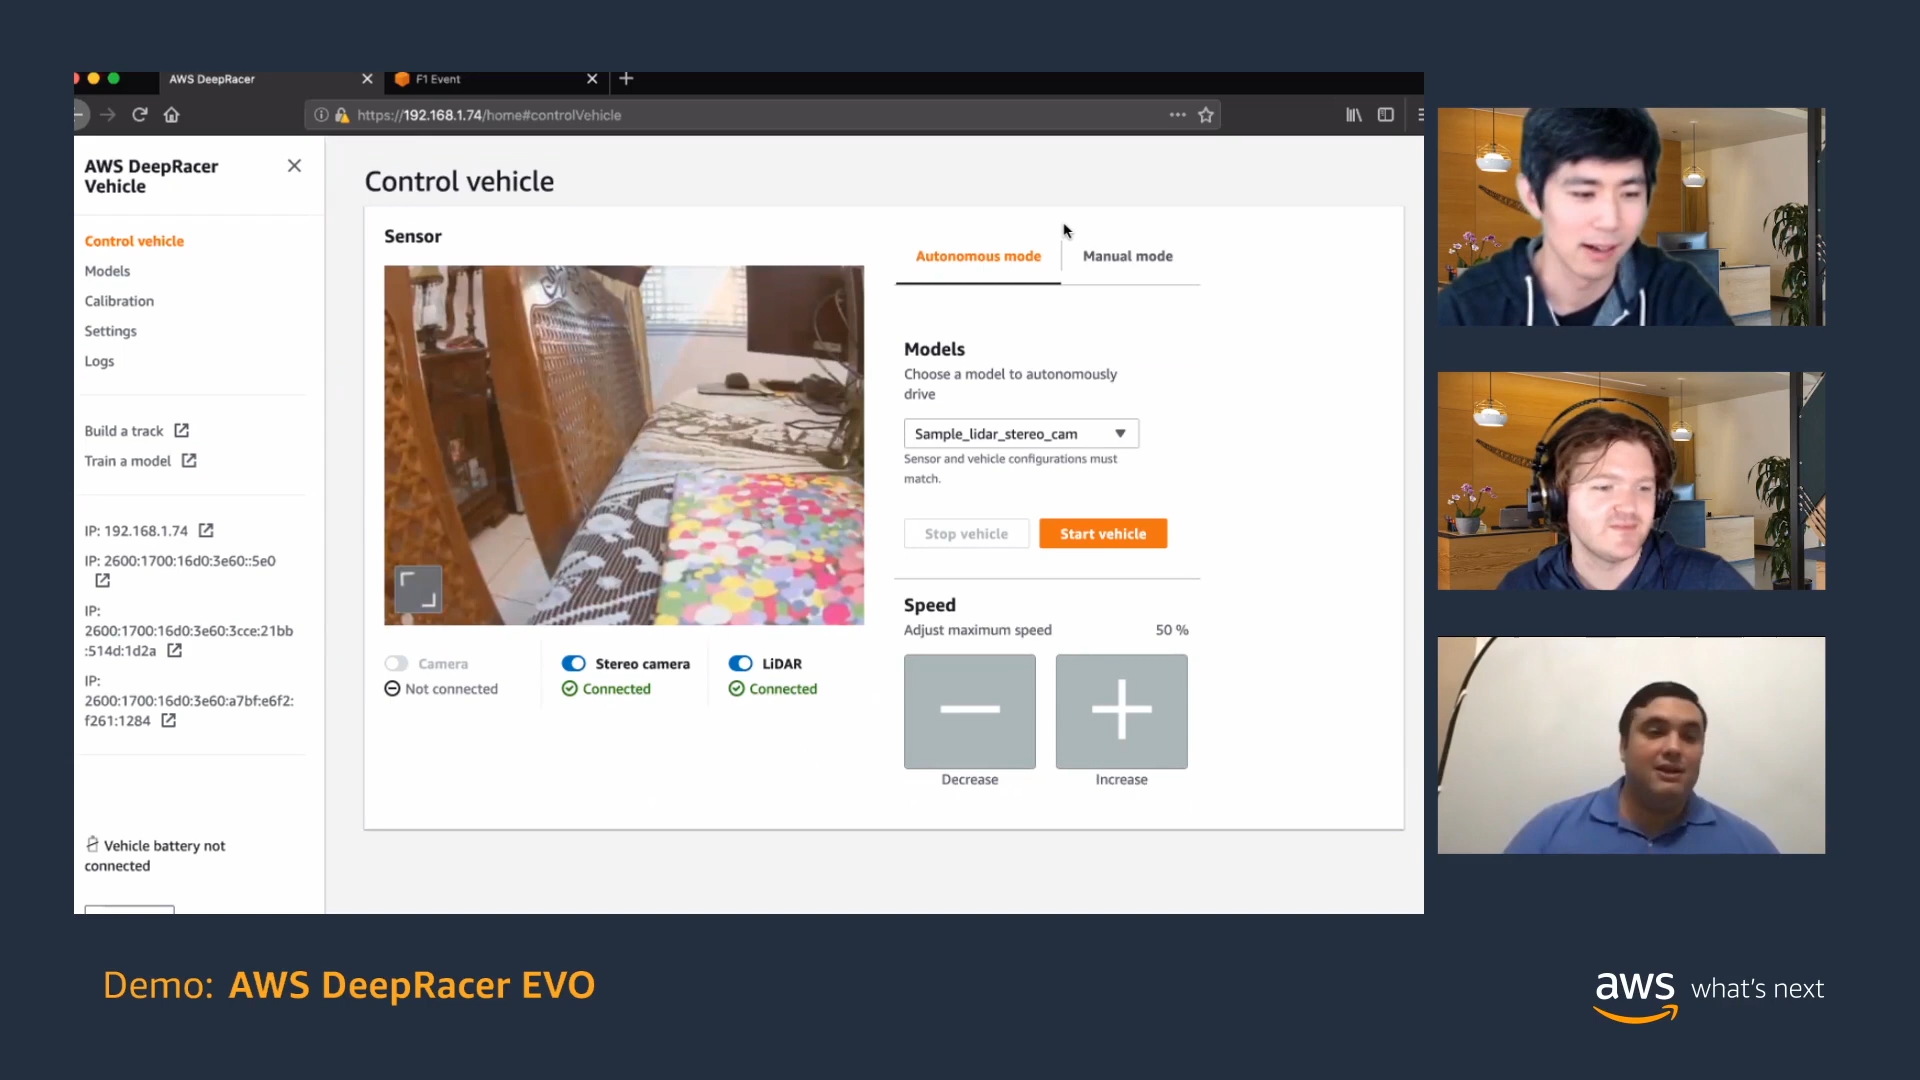 AWS DeepRacer
F1 Event
https://192.168.1.74/home#controlVehicle
AWS DeepRacer
Vehicle
Control vehicle
Models
Calibration
Settings
Logs
Build a track
Train a model
IP: 192.168.1.74
IP: 2600:1700:16d0:3e60::5e0
IP:
2600:1700:16d0:3e60:3cce:21bb
:514d:1d2a
IP:
2600:1700:16d0:3e60:a7bf:e6f2:
f261:1284
Vehicle battery not
connected
Control vehicle
Sensor
Camera
Not connected
Stereo camera
Connected
LiDAR
Connected
Autonomous mode
Manual mode
Models
Choose a model to autonomously
drive
Sample_lidar_stereo_cam
Sensor and vehicle configurations must
match.
Stop vehicle
Start vehicle
Speed
Adjust maximum speed
50 %
Decrease
Increase
Demo: AWS DeepRacer EVO
aws what's next